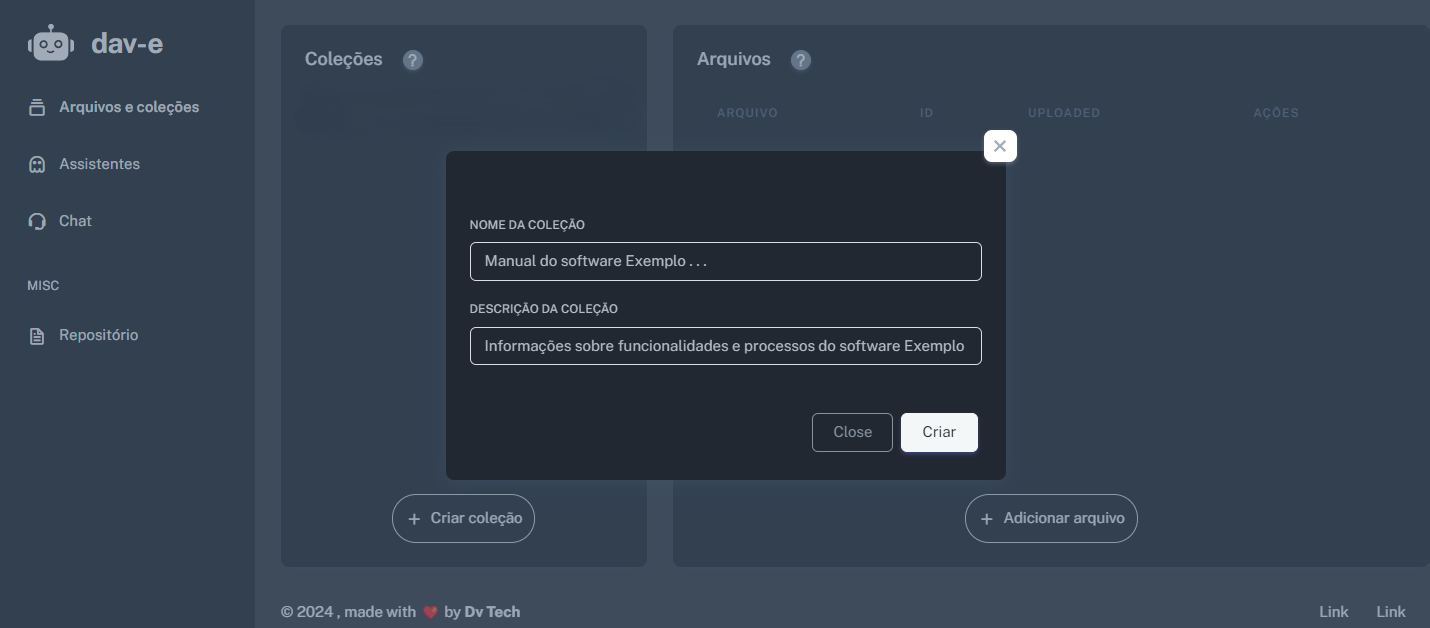 dav-e
Arquivos e coleções
Assistentes
Chat
MISC
Repositório
Coleções ?
Arquivos ?
ARQUIVO ID UPLOADED AÇÕES
NOME DA COLEÇÃO
Manual do software Exemplo . . .
DESCRIÇÃO DA COLEÇÃO
Informações sobre funcionalidades e processos do software Exemplo
Close Criar
+ Criar coleção
+ Adicionar arquivo
© 2024 , made with ❤️ by Dv Tech
Link Link